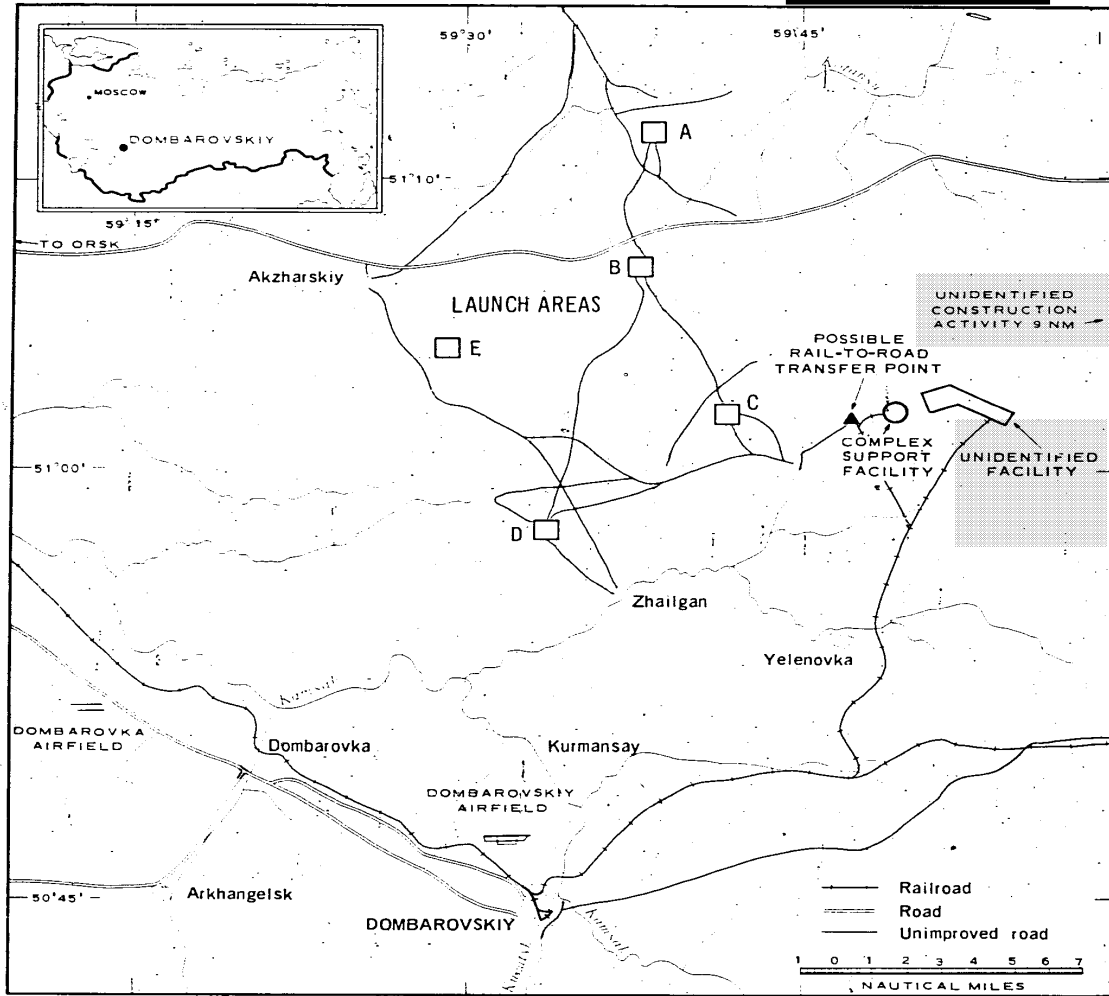 59°30'
59°45'
MOSCOW
DOMBAROVSKIY
51°10'
59°15'
TO ORSK
A
B
Akzharskiy
LAUNCH AREAS
E
UNIDENTIFIED
CONSTRUCTION
ACTIVITY 9 NM
POSSIBLE
RAIL-TO-ROAD
TRANSFER POINT
C
COMPLEX
SUPPORT
FACILITY
UNIDENTIFIED
FACILITY
51°00'
D
Zhailgan
Yelenovka
Kumsal
DOMBAROVKA
AIRFIELD
Dombarovka
Kurmansay
DOMBAROVSKIY
AIRFIELD
50°45'
Arkhangelsk
DOMBAROVSKIY
Kumsal
Railroad
Road
Unimproved road
1 0 1 2 3 4 5 6 7
NAUTICAL MILES